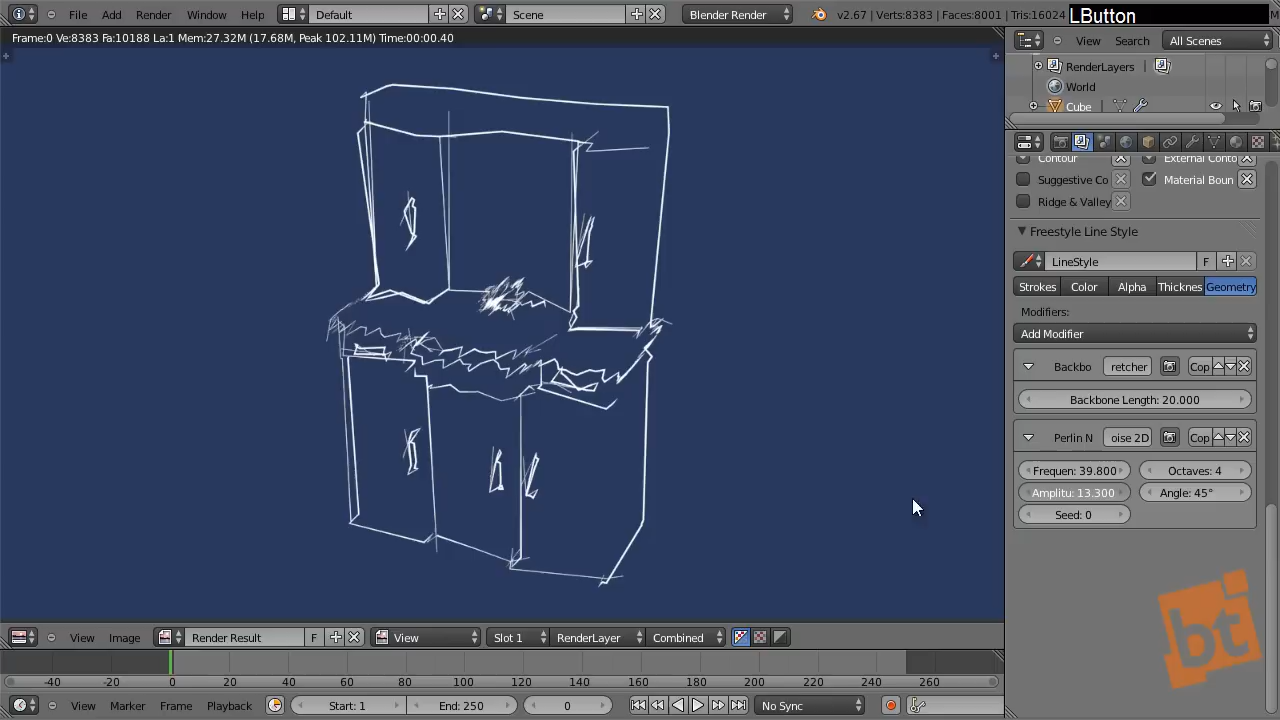 File Add Render Window Help Default Scene Blender Render v2.67 | Verts:8383 | Faces:8001 | Tris:16024
LButton
Frame:0 Ve:8383 Fa:10188 La:1 Mem:27.32M (17.68M, Peak 102.11M) Time:00:00.40
View Search All Scenes
RenderLayers
World
Cube
Contour External Conto
Suggestive Co Material Boun
Ridge & Valley
Freestyle Line Style
LineStyle F
Strokes Color Alpha Thicknes Geometry
Modifiers:
Add Modifier
Backbo retcher Cop
Backbone Length: 20.000
Perlin N oise 2D Cop
Frequen: 39.800 Octaves: 4
Amplitu: 13.300 Angle: 45°
Seed: 0
bt
View Image Render Result F View Slot 1 RenderLayer Combined
-40 -20 0 20 40 60 80 100 120 140 160 180 200 220 240 260
View Marker Frame Playback Start: 1 End: 250 0 No Sync